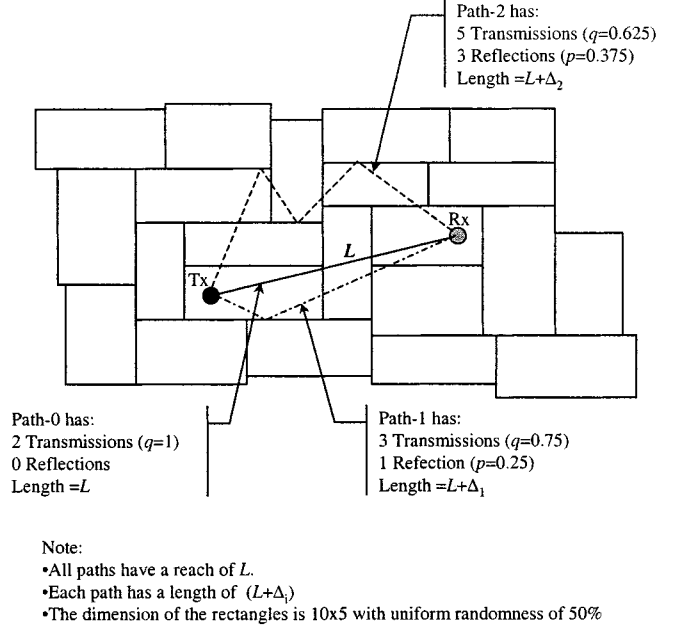 Path-2 has:
5 Transmissions (q=0.625)
3 Reflections (p=0.375)
Length =L+Δ2
Rx
L
Tx
Path-0 has:
2 Transmissions (q=1)
0 Reflections
Length =L
Path-1 has:
3 Transmissions (q=0.75)
1 Refection (p=0.25)
Length =L+Δ1
Note:
•All paths have a reach of L.
•Each path has a length of (L+Δi)
•The dimension of the rectangles is 10x5 with uniform randomness of 50%